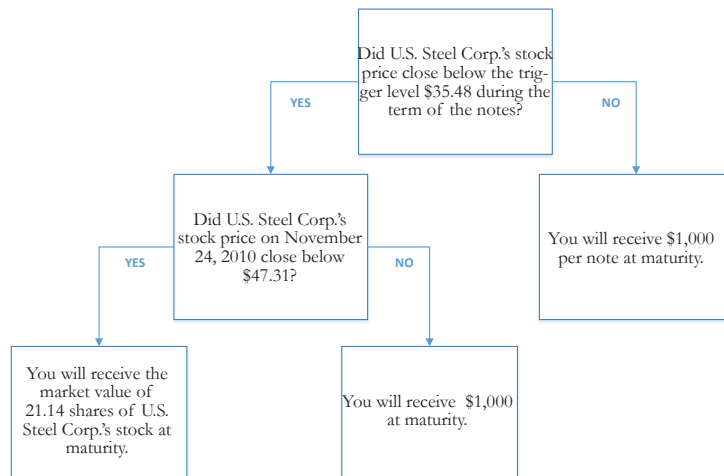 Did U.S. Steel Corp.'s stock
price close below the trig-
ger level $35.48 during the
term of the notes?
YES
NO
Did U.S. Steel Corp.'s
stock price on November
24, 2010 close below
$47.31?
You will receive $1,000
per note at maturity.
YES
NO
You will receive the
market value of
21.14 shares of U.S.
Steel Corp.'s stock at
maturity.
You will receive $1,000
at maturity.